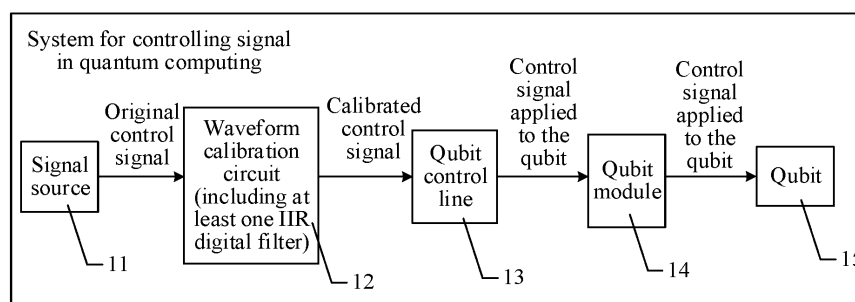 System for controlling signal
in quantum computing
Original
control
signal
Calibrated
control
signal
Control
signal
applied
to the
qubit
Control
signal
applied to
the qubit
Signal
source
Waveform
calibration
circuit
(including at
least one IIR
digital filter)
Qubit
control
line
Qubit
module
Qubit
11
12
13
14
15